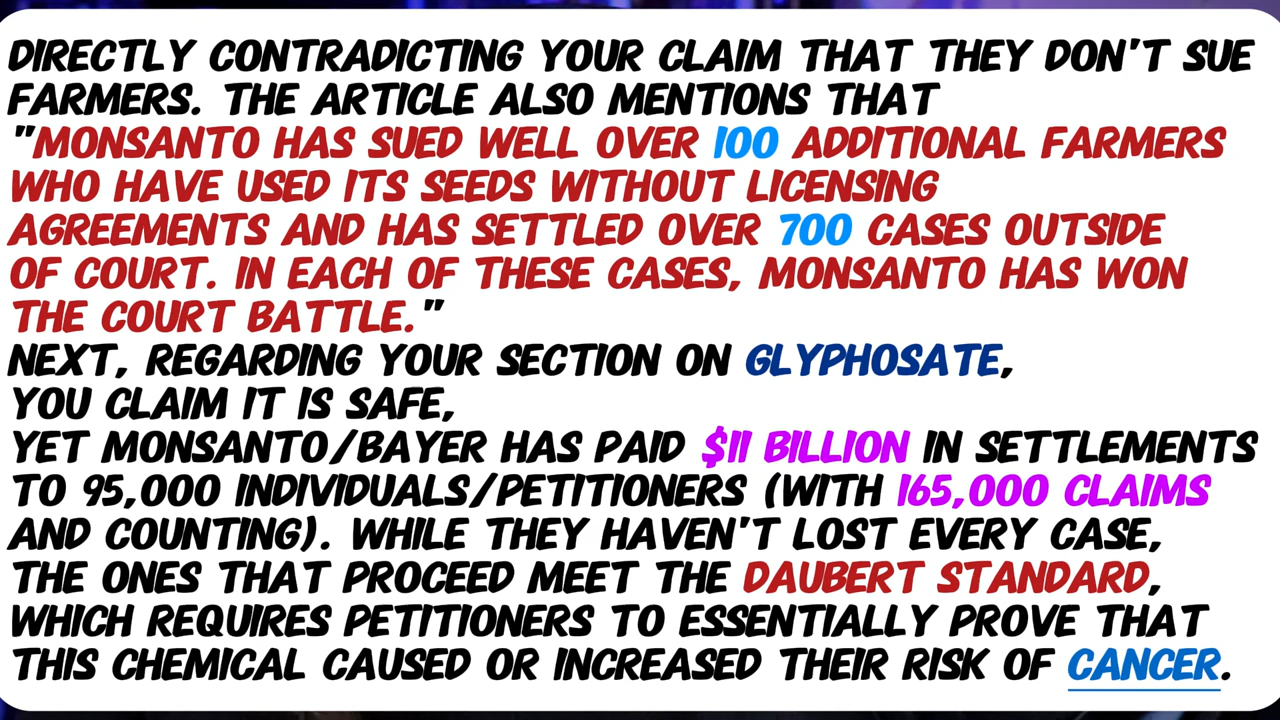 DIRECTLY CONTRADICTING YOUR CLAIM THAT THEY DON'T SUE
FARMERS. THE ARTICLE ALSO MENTIONS THAT
"MONSANTO HAS SUED WELL OVER 100 ADDITIONAL FARMERS
WHO HAVE USED ITS SEEDS WITHOUT LICENSING
AGREEMENTS AND HAS SETTLED OVER 700 CASES OUTSIDE
OF COURT. IN EACH OF THESE CASES, MONSANTO HAS WON
THE COURT BATTLE."
NEXT, REGARDING YOUR SECTION ON GLYPHOSATE,
YOU CLAIM IT IS SAFE,
YET MONSANTO/BAYER HAS PAID $11 BILLION IN SETTLEMENTS
TO 95,000 INDIVIDUALS/PETITIONERS (WITH 165,000 CLAIMS
AND COUNTING). WHILE THEY HAVEN'T LOST EVERY CASE,
THE ONES THAT PROCEED MEET THE DAUBERT STANDARD,
WHICH REQUIRES PETITIONERS TO ESSENTIALLY PROVE THAT
THIS CHEMICAL CAUSED OR INCREASED THEIR RISK OF CANCER.